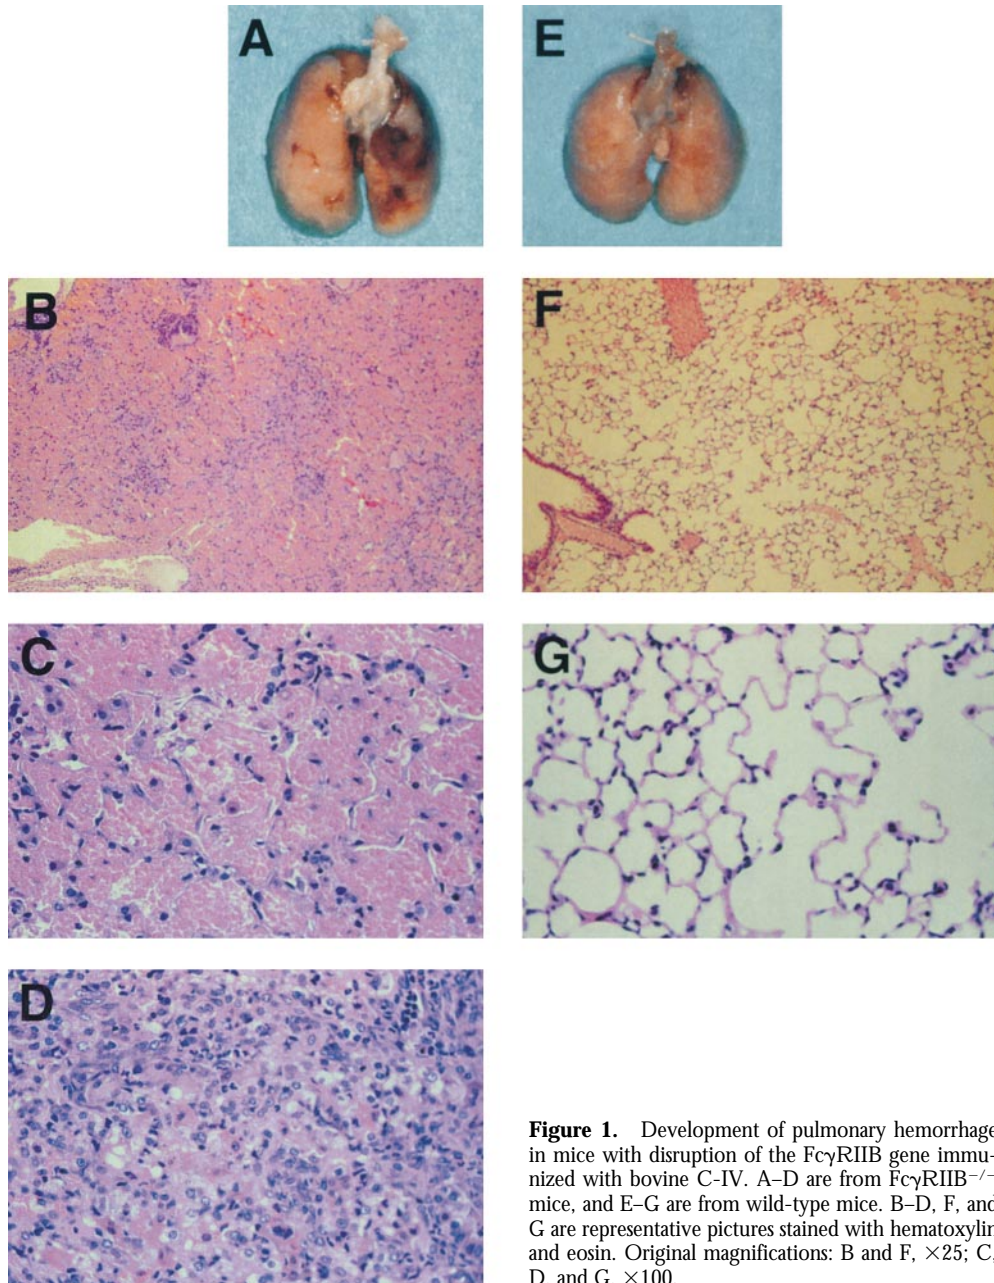 A
E
B
F
C
G
D
Figure 1. Development of pulmonary hemorrhage
in mice with disruption of the FcγRIIB gene immu-
nized with bovine C-IV. A–D are from FcγRIIB−/−
mice, and E–G are from wild-type mice. B–D, F, and
G are representative pictures stained with hematoxylin
and eosin. Original magnifications: B and F, ×25; C,
D, and G, ×100.